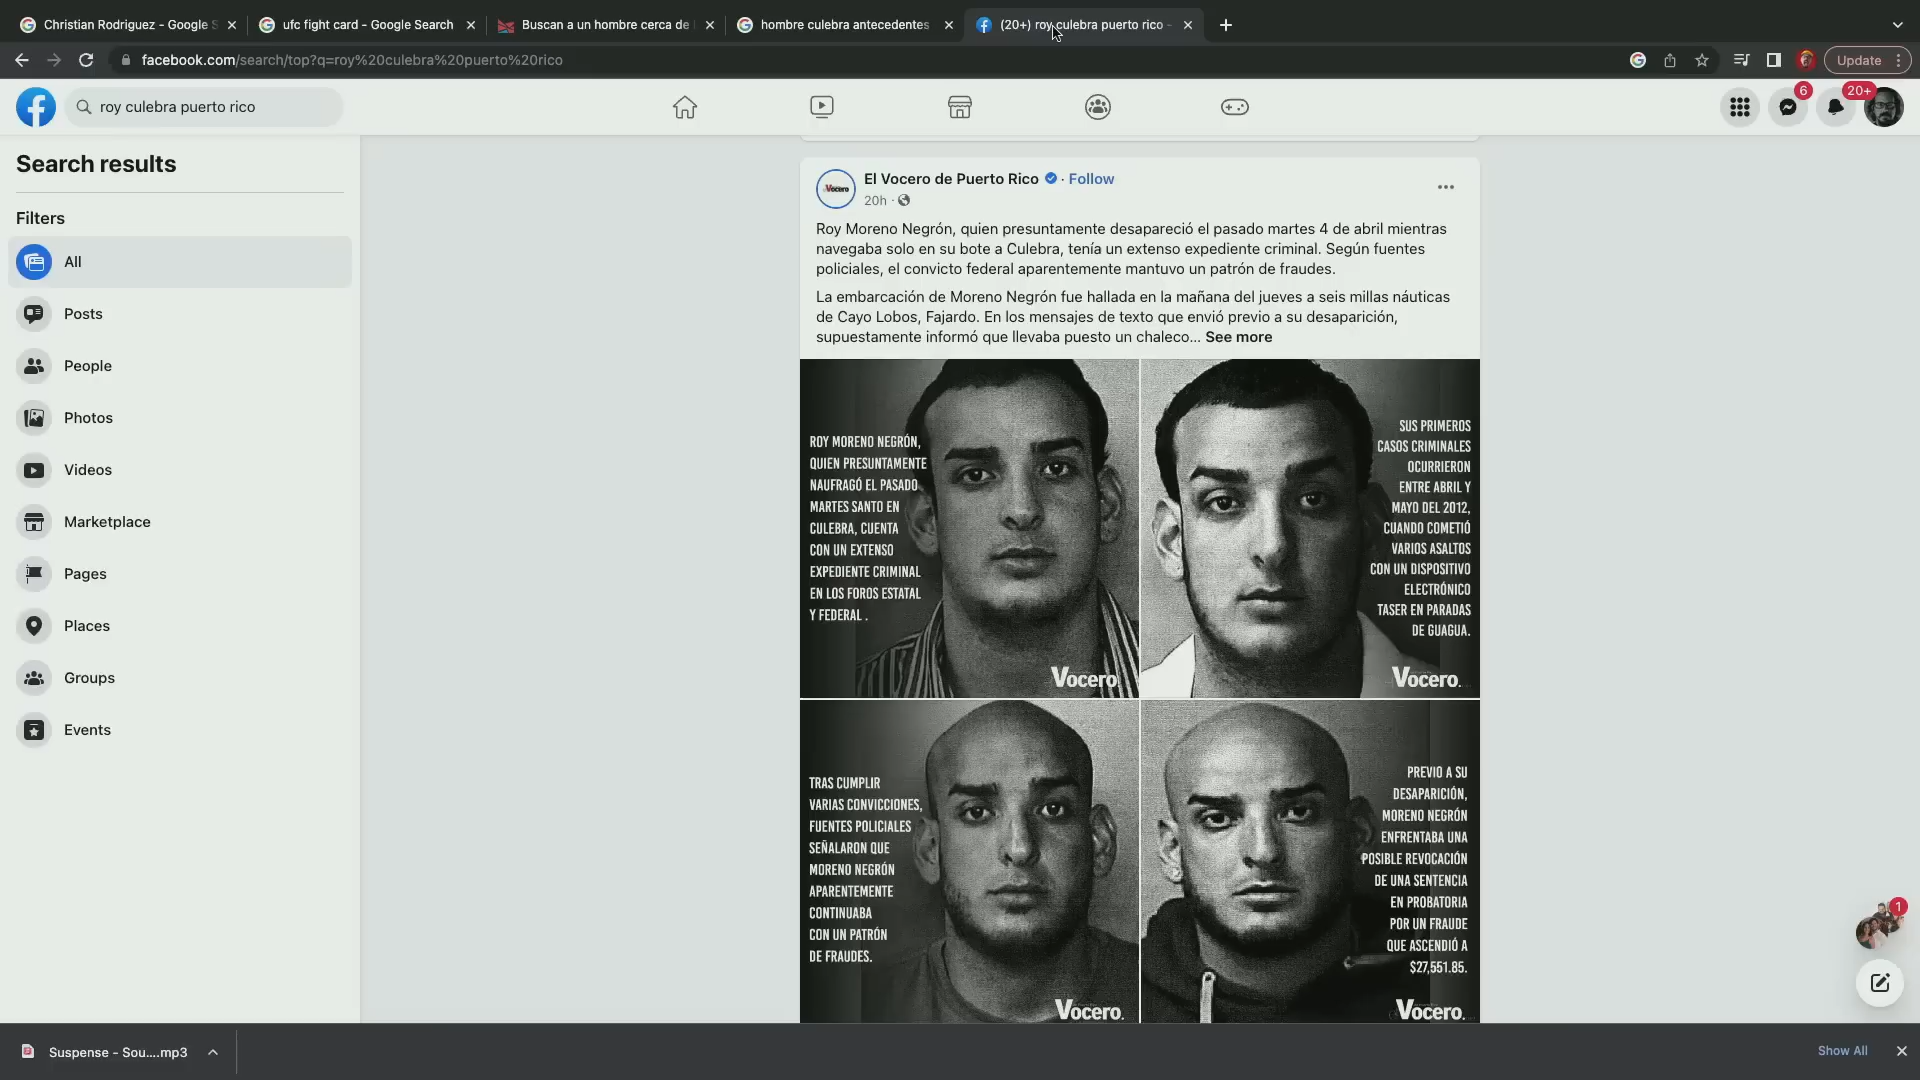 Christian Rodriguez - Google S
ufc fight card - Google Search
Buscan a un hombre cerca de
hombre culebra antecedentes
(20+) roy culebra puerto rico -
facebook.com/search/top?q=roy%20culebra%20puerto%20rico
Update
roy culebra puerto rico
6
20+
Search results
Filters
All
Posts
People
Photos
Videos
Marketplace
Pages
Places
Groups
Events
El Vocero de Puerto Rico · Follow
20h ·
Roy Moreno Negrón, quien presuntamente desapareció el pasado martes 4 de abril mientras
navegaba solo en su bote a Culebra, tenía un extenso expediente criminal. Según fuentes
policiales, el convicto federal aparentemente mantuvo un patrón de fraudes.
La embarcación de Moreno Negrón fue hallada en la mañana del jueves a seis millas náuticas
de Cayo Lobos, Fajardo. En los mensajes de texto que envió previo a su desaparición,
supuestamente informó que llevaba puesto un chaleco... See more
ROY MORENO NEGRÓN,
QUIEN PRESUNTAMENTE
NAUFRAGÓ EL PASADO
MARTES SANTO EN
CULEBRA, CUENTA
CON UN EXTENSO
EXPEDIENTE CRIMINAL
EN LOS FOROS ESTATAL
Y FEDERAL .
Vocero.
SUS PRIMEROS
CASOS CRIMINALES
OCURRIERON
ENTRE ABRIL Y
MAYO DEL 2012,
CUANDO COMETIÓ
VARIOS ASALTOS
CON UN DISPOSITIVO
ELECTRÓNICO
TASER EN PARADAS
DE GUAGUA.
Vocero.
TRAS CUMPLIR
VARIAS CONVICCIONES,
FUENTES POLICIALES
SEÑALARON QUE
MORENO NEGRÓN
APARENTEMENTE
CONTINUABA
CON UN PATRÓN
DE FRAUDES.
Vocero.
PREVIO A SU
DESAPARICIÓN,
MORENO NEGRÓN
ENFRENTABA UNA
POSIBLE REVOCACIÓN
DE UNA SENTENCIA
EN PROBATORIA
POR UN FRAUDE
QUE ASCENDIÓ A
$27,551.85.
Vocero.
1
Suspense - Sou....mp3
Show All